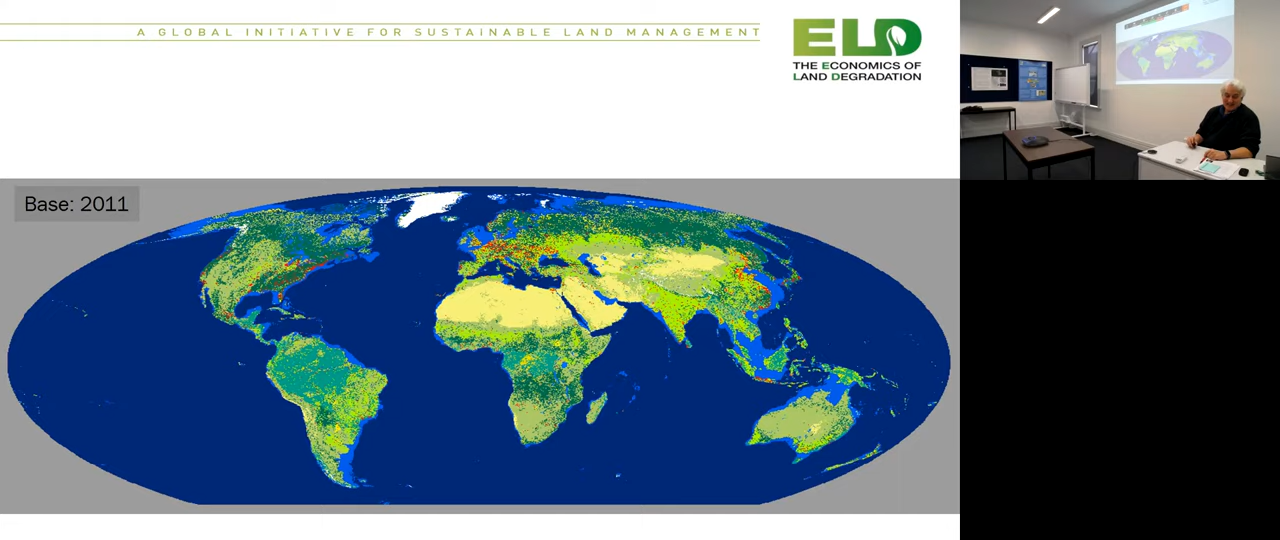 A GLOBAL INITIATIVE FOR SUSTAINABLE LAND MANAGEMENT
ELD
THE ECONOMICS OF
LAND DEGRADATION
Base: 2011